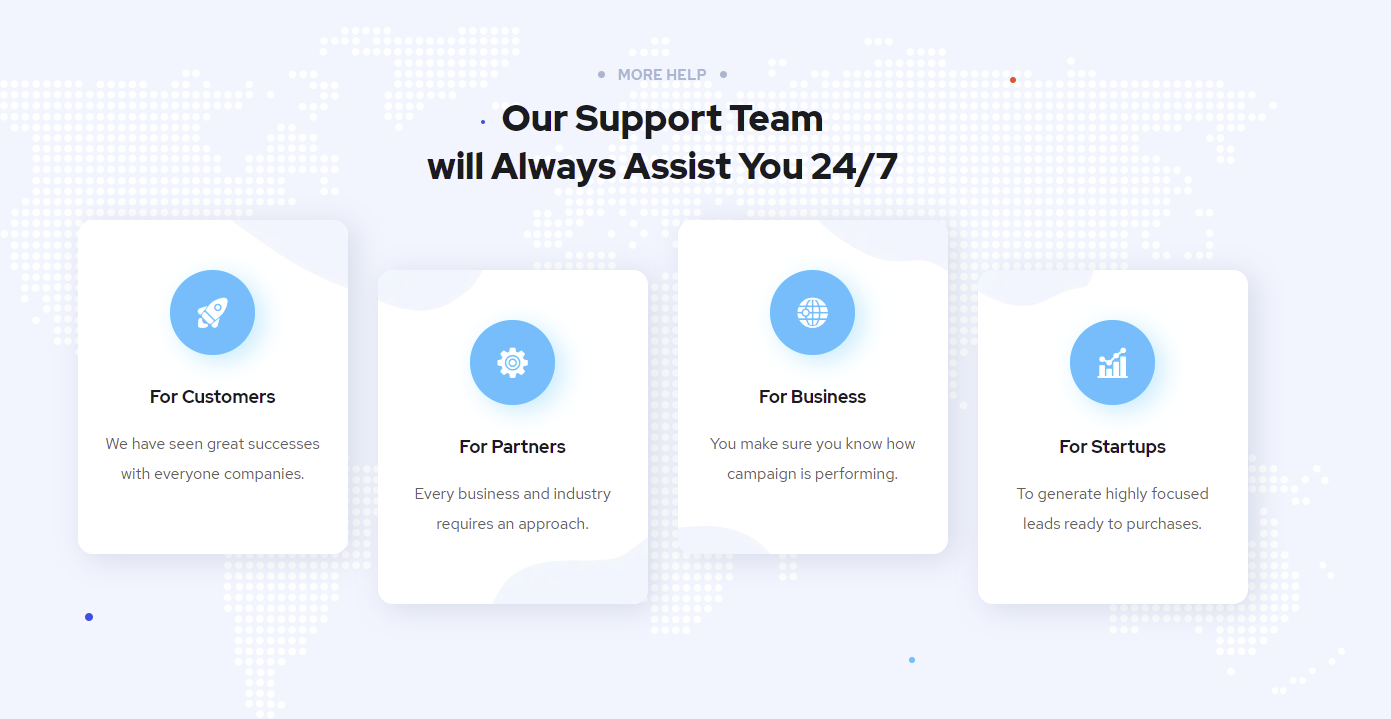 MORE HELP
Our Support Team
will Always Assist You 24/7
For Customers
We have seen great successes
with everyone companies.
For Partners
Every business and industry
requires an approach.
For Business
You make sure you know how
campaign is performing.
For Startups
To generate highly focused
leads ready to purchases.